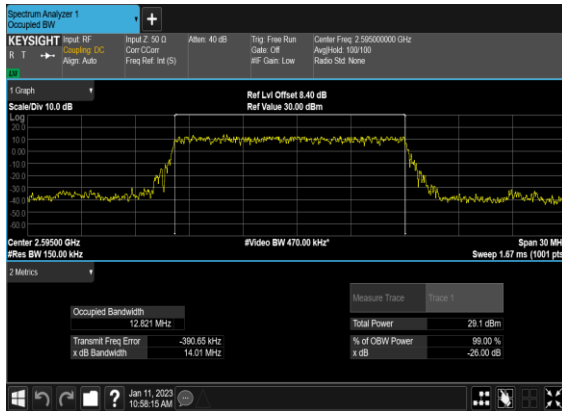 Spectrum Analyzer 1
Occupied BW
+
KEYSIGHT
R T
LXI
Input: RF
Coupling: DC
Align: Auto
Input Z: 50 Ω
Corr CCorr
Freq Ref: Int (S)
Atten: 40 dB
Trig: Free Run
Gate: Off
#IF Gain: Low
Center Freq: 2.595000000 GHz
Avg|Hold: 100/100
Radio Std: None
1 Graph
Scale/Div 10.0 dB
Ref Lvl Offset 8.40 dB
Ref Value 30.00 dBm
Log
20.0
10.0
0.00
-10.0
-20.0
-30.0
-40.0
-50.0
-60.0
Center 2.59500 GHz
#Res BW 150.00 kHz
#Video BW 470.00 kHz*
Span 30 MH
Sweep 1.67 ms (1001 pts
2 Metrics
Occupied Bandwidth
12.821 MHz
Transmit Freq Error -390.65 kHz
x dB Bandwidth 14.01 MHz
Measure Trace Trace 1
Total Power 29.1 dBm
% of OBW Power 99.00 %
x dB -26.00 dB
?
Jan 11, 2023
10:58:15 AM